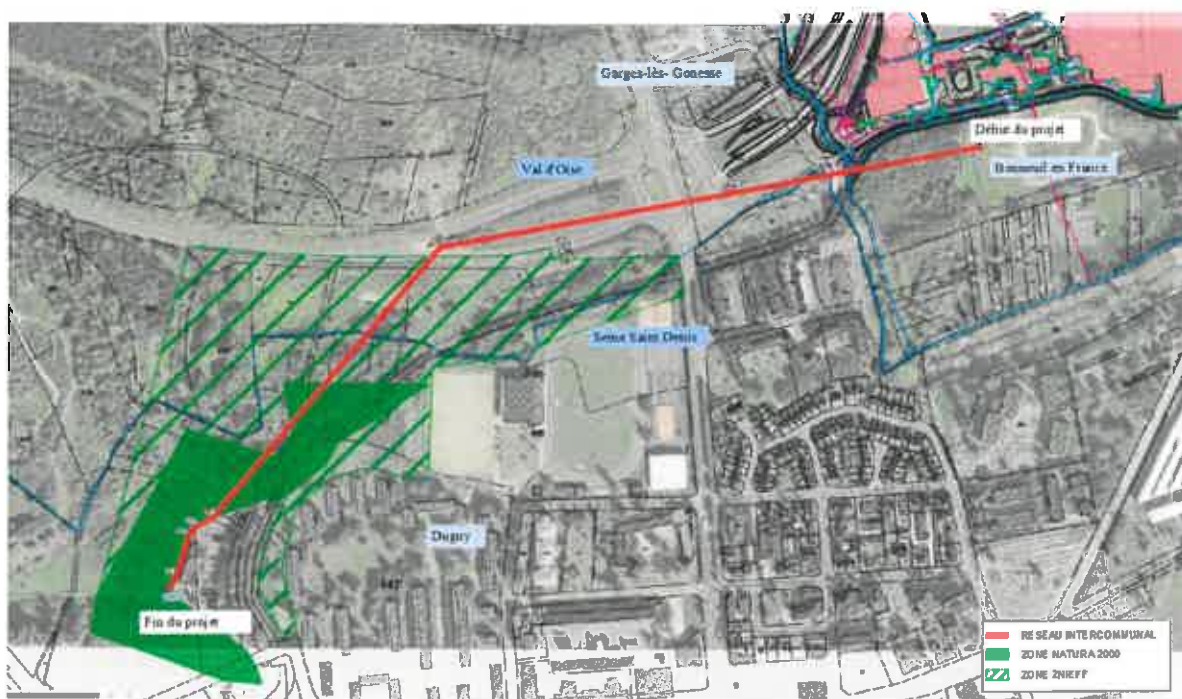 Garges-lès- Gonesse
Début du projet
Val d'Oise
Bonneuil en France
Seine Saint Denis
Dugny
Fin du projet
RESEAU INTERCOMMUNAL
ZONE NATURA 2000
ZONE ZNIEFF